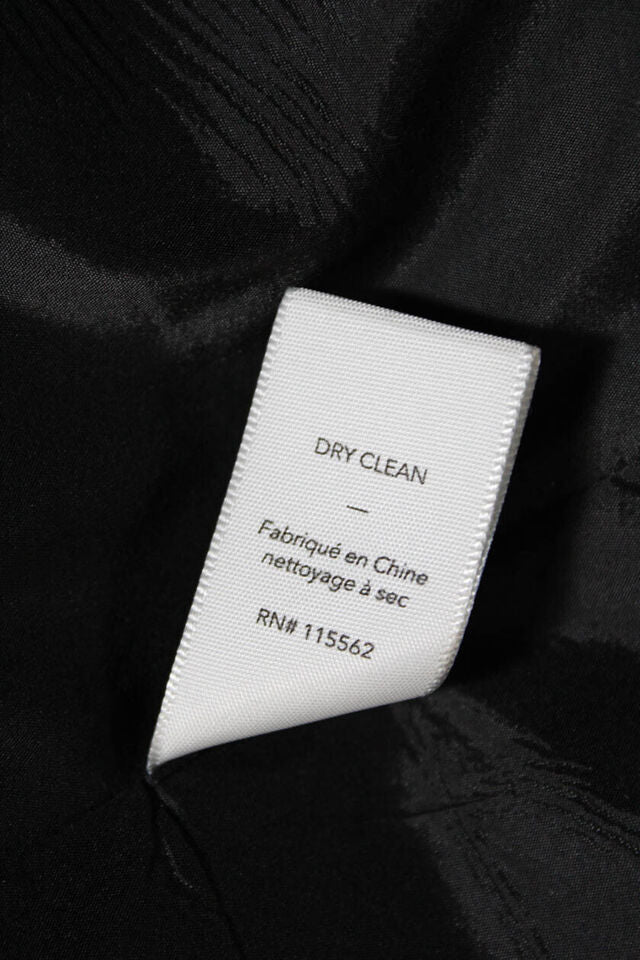 DRY CLEAN
—
Fabriqué en Chine
nettoyage à sec
RN# 115562